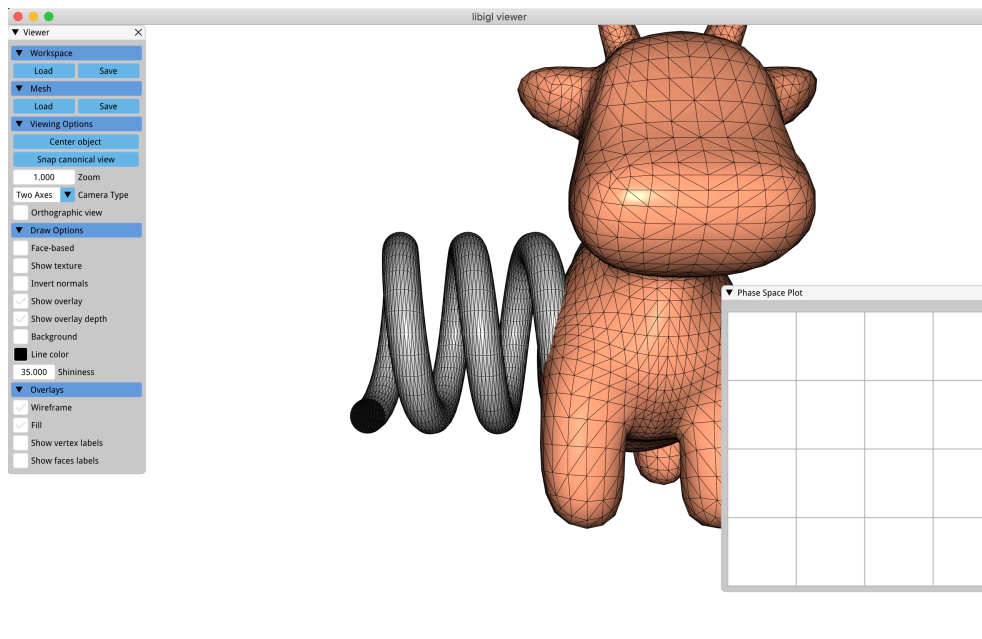 libigl viewer
Viewer
Workspace
Load Save
Mesh
Load Save
Viewing Options
Center object
Snap canonical view
1.000 Zoom
Two Axes Camera Type
Orthographic view
Draw Options
Face-based
Show texture
Invert normals
Show overlay
Show overlay depth
Background
Line color
35.000 Shininess
Overlays
Wireframe
Fill
Show vertex labels
Show faces labels
Phase Space Plot